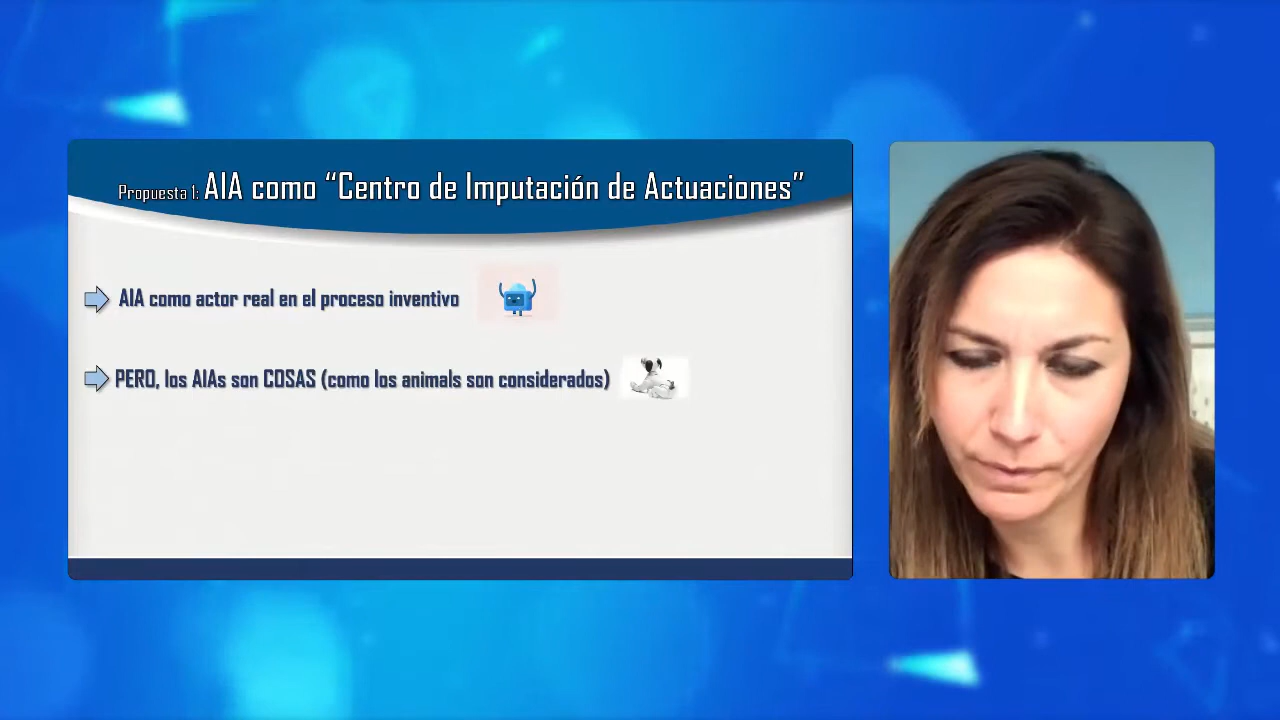 Propuesta 1: AIA como “Centro de Imputación de Actuaciones”
AIA como actor real en el proceso inventivo
PERO, los AIAs son COSAS (como los animals son considerados)